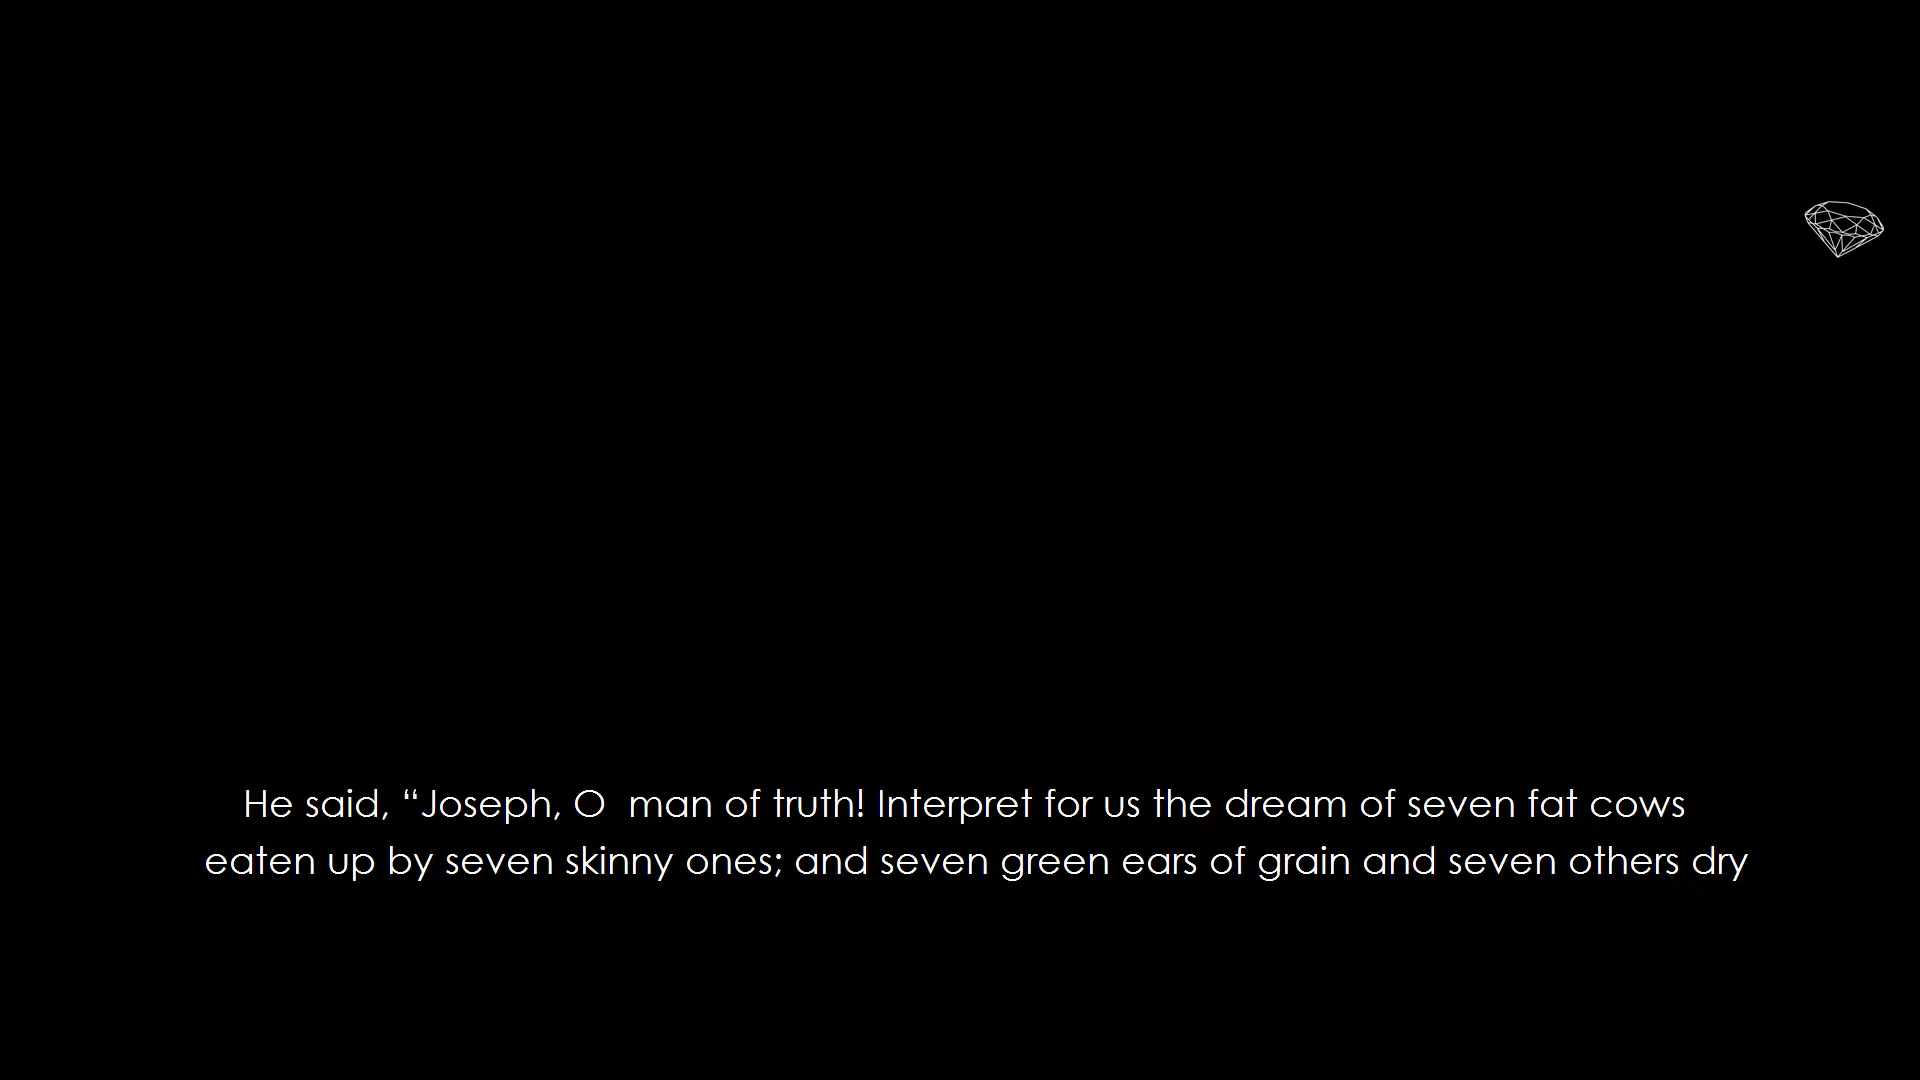 He said, “Joseph, O  man of truth! Interpret for us the dream of seven fat cows
eaten up by seven skinny ones; and seven green ears of grain and seven others dry